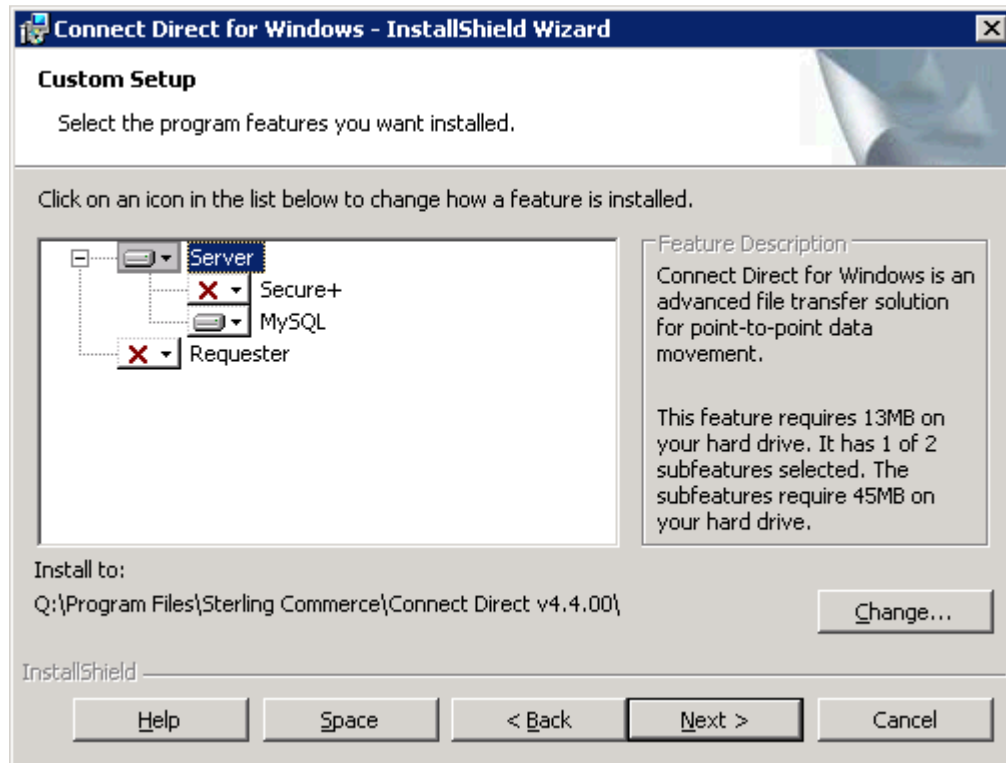 Connect Direct for Windows - InstallShield Wizard
Custom Setup
Select the program features you want installed.
Click on an icon in the list below to change how a feature is installed.
Server
Secure+
MySQL
Requester
Feature Description
Connect Direct for Windows is an
advanced file transfer solution
for point-to-point data
movement.
This feature requires 13MB on
your hard drive. It has 1 of 2
subfeatures selected. The
subfeatures require 45MB on
your hard drive.
Install to:
Q:\Program Files\Sterling Commerce\Connect Direct v4.4.00\
Change...
InstallShield
Help
Space
< Back
Next >
Cancel